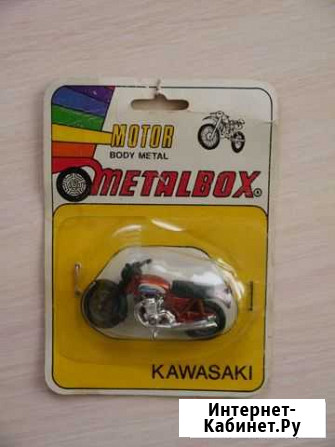 MOTOR
BODY METAL
METALBOX
KAWASAKI
Интернет-
Кабинет.Ру